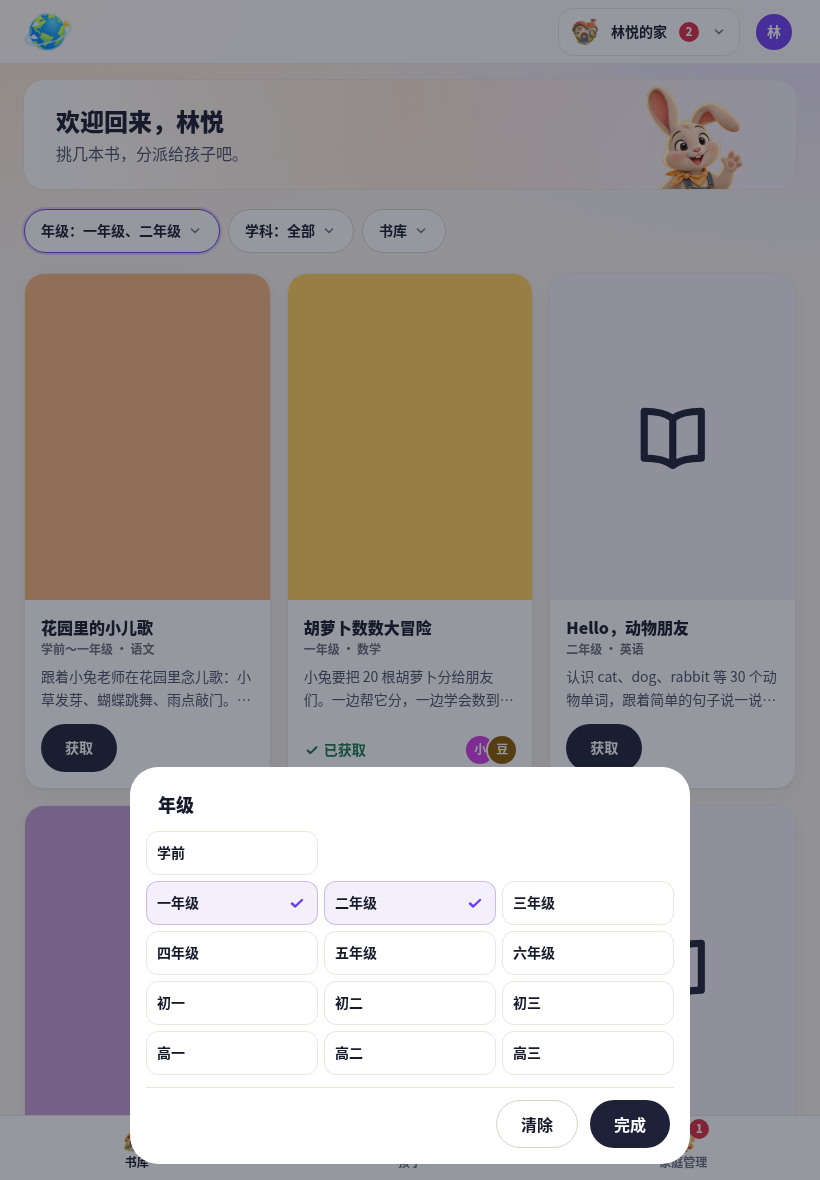 林悦的家 2 林
欢迎回来，林悦
挑几本书，分派给孩子吧。
年级：一年级、二年级 学科：全部 书库
花园里的小儿歌
学前～一年级 · 语文
跟着小兔老师在花园里念儿歌：小
草发芽、蝴蝶跳舞、雨点敲门。…
获取
胡萝卜数数大冒险
一年级 · 数学
小兔要把 20 根胡萝卜分给朋友
们。一边帮它分，一边学会数到…
已获取 小 豆
Hello，动物朋友
二年级 · 英语
认识 cat、dog、rabbit 等 30 个动
物单词，跟着简单的句子说一说…
获取
年级
学前
一年级 二年级 三年级
四年级 五年级 六年级
初一 初二 初三
高一 高二 高三
清除 完成
1
书库 家庭管理